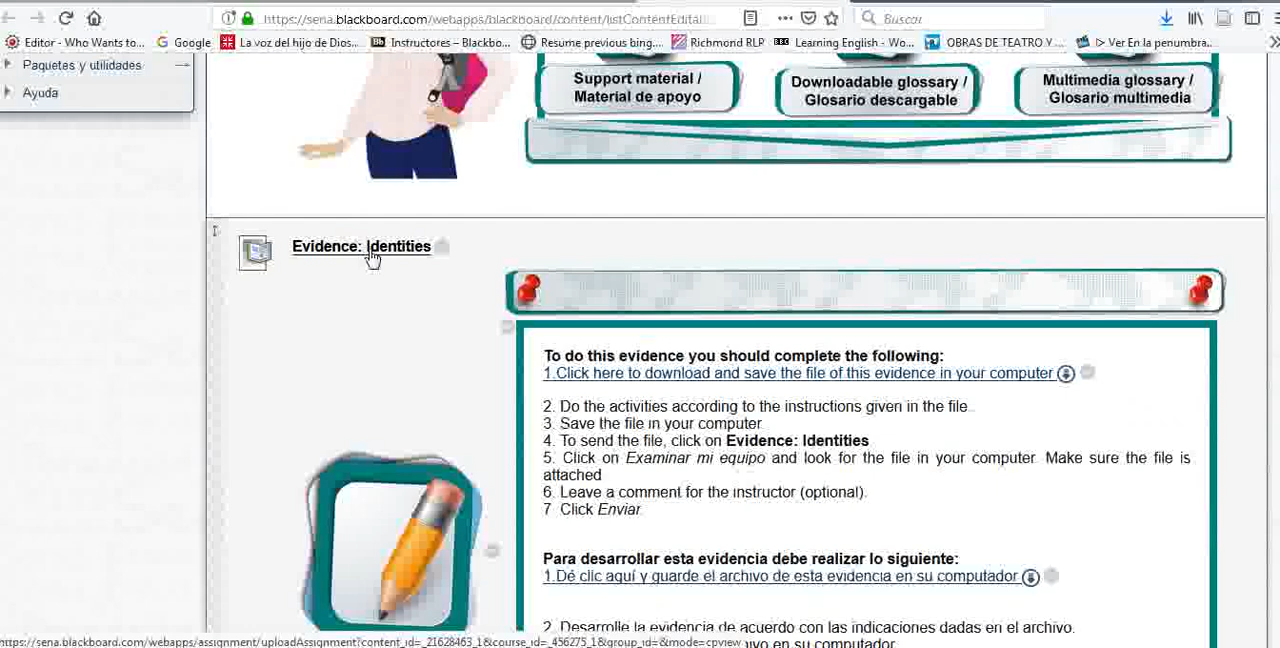 https://sena.blackboard.com/webapps/blackboard/content/listContentEditabl...
Buscar
Editor - Who Wants to...
Google
La voz del hijo de Dios...
Bb Instructores – Blackbo...
Resume previous bing...
Richmond RLP
Learning English - Wo...
OBRAS DE TEATRO Y ...
▷ Ver En la penumbra...
Paquetes y utilidades
Ayuda
Support material /
Material de apoyo
Downloadable glossary /
Glosario descargable
Multimedia glossary /
Glosario multimedia
Evidence: Identities
To do this evidence you should complete the following:
1.Click here to download and save the file of this evidence in your computer
2. Do the activities according to the instructions given in the file.
3. Save the file in your computer
4. To send the file, click on Evidence: Identities
5. Click on Examinar mi equipo and look for the file in your computer. Make sure the file is
attached
6. Leave a comment for the instructor (optional).
7 Click Enviar
Para desarrollar esta evidencia debe realizar lo siguiente:
1.Dé clic aquí y guarde el archivo de esta evidencia en su computador
2. Desarrolle la evidencia de acuerdo con las indicaciones dadas en el archivo.
ivo en su computador.
https://sena.blackboard.com/webapps/assignment/uploadAssignment?content_id=_21628463_1&course_id=_456275_1&group_id=&mode=cpview